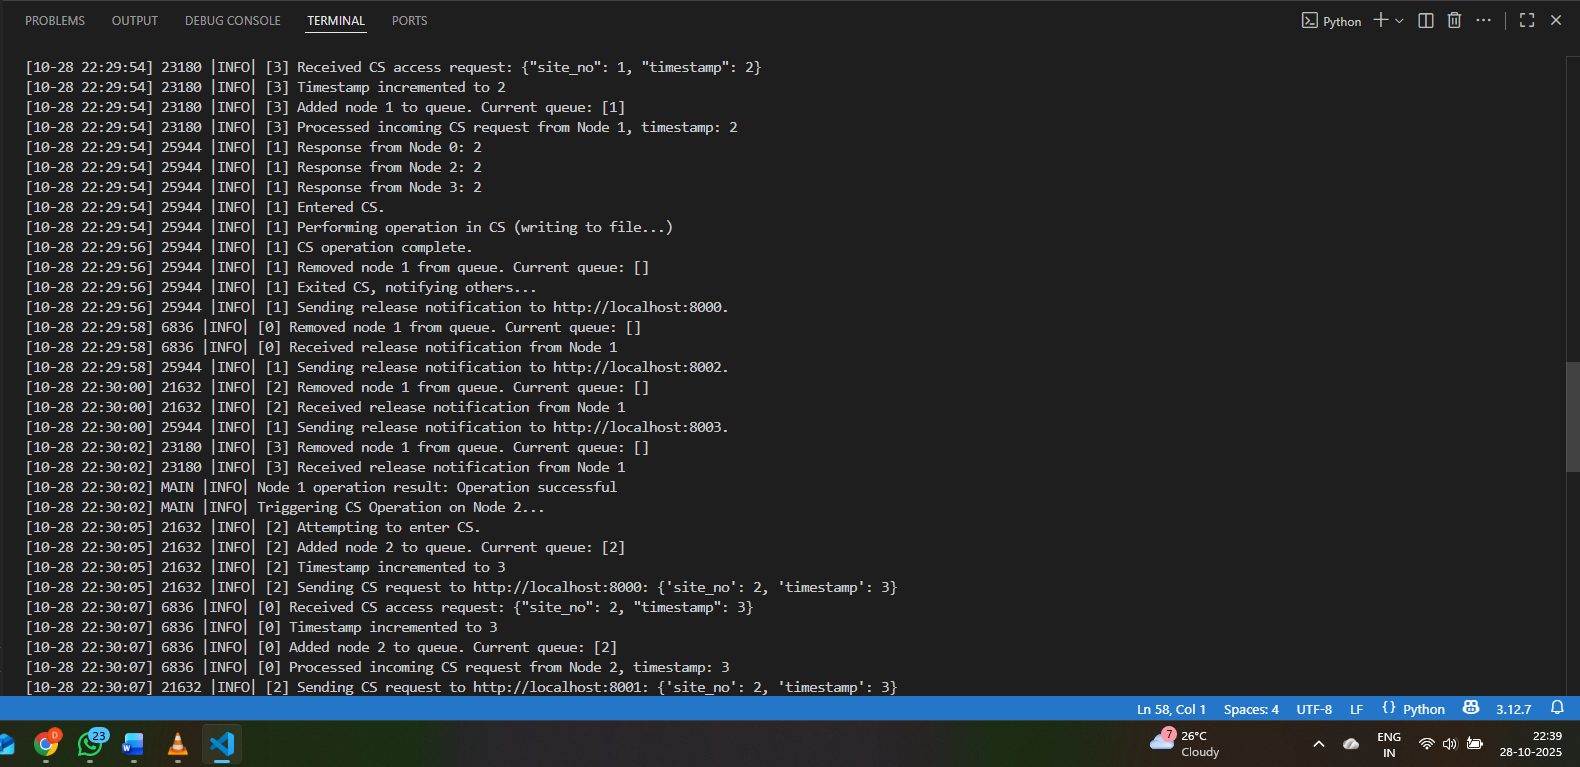 PROBLEMS OUTPUT DEBUG CONSOLE TERMINAL PORTS Python
[10-28 22:29:54] 23180 |INFO| [3] Received CS access request: {"site_no": 1, "timestamp": 2}
[10-28 22:29:54] 23180 |INFO| [3] Timestamp incremented to 2
[10-28 22:29:54] 23180 |INFO| [3] Added node 1 to queue. Current queue: [1]
[10-28 22:29:54] 23180 |INFO| [3] Processed incoming CS request from Node 1, timestamp: 2
[10-28 22:29:54] 25944 |INFO| [1] Response from Node 0: 2
[10-28 22:29:54] 25944 |INFO| [1] Response from Node 2: 2
[10-28 22:29:54] 25944 |INFO| [1] Response from Node 3: 2
[10-28 22:29:54] 25944 |INFO| [1] Entered CS.
[10-28 22:29:54] 25944 |INFO| [1] Performing operation in CS (writing to file...)
[10-28 22:29:56] 25944 |INFO| [1] CS operation complete.
[10-28 22:29:56] 25944 |INFO| [1] Removed node 1 from queue. Current queue: []
[10-28 22:29:56] 25944 |INFO| [1] Exited CS, notifying others...
[10-28 22:29:56] 25944 |INFO| [1] Sending release notification to http://localhost:8000.
[10-28 22:29:58] 6836 |INFO| [0] Removed node 1 from queue. Current queue: []
[10-28 22:29:58] 6836 |INFO| [0] Received release notification from Node 1
[10-28 22:29:58] 25944 |INFO| [1] Sending release notification to http://localhost:8002.
[10-28 22:30:00] 21632 |INFO| [2] Removed node 1 from queue. Current queue: []
[10-28 22:30:00] 21632 |INFO| [2] Received release notification from Node 1
[10-28 22:30:00] 25944 |INFO| [1] Sending release notification to http://localhost:8003.
[10-28 22:30:02] 23180 |INFO| [3] Removed node 1 from queue. Current queue: []
[10-28 22:30:02] 23180 |INFO| [3] Received release notification from Node 1
[10-28 22:30:02] MAIN |INFO| Node 1 operation result: Operation successful
[10-28 22:30:02] MAIN |INFO| Triggering CS Operation on Node 2...
[10-28 22:30:05] 21632 |INFO| [2] Attempting to enter CS.
[10-28 22:30:05] 21632 |INFO| [2] Added node 2 to queue. Current queue: [2]
[10-28 22:30:05] 21632 |INFO| [2] Timestamp incremented to 3
[10-28 22:30:05] 21632 |INFO| [2] Sending CS request to http://localhost:8000: {'site_no': 2, 'timestamp': 3}
[10-28 22:30:07] 6836 |INFO| [0] Received CS access request: {"site_no": 2, "timestamp": 3}
[10-28 22:30:07] 6836 |INFO| [0] Timestamp incremented to 3
[10-28 22:30:07] 6836 |INFO| [0] Added node 2 to queue. Current queue: [2]
[10-28 22:30:07] 6836 |INFO| [0] Processed incoming CS request from Node 2, timestamp: 3
[10-28 22:30:07] 21632 |INFO| [2] Sending CS request to http://localhost:8001: {'site_no': 2, 'timestamp': 3}
Ln 58, Col 1 Spaces: 4 UTF-8 LF {} Python 3.12.7
D 23 W 7 26°C ENG 22:39
Cloudy IN 28-10-2025